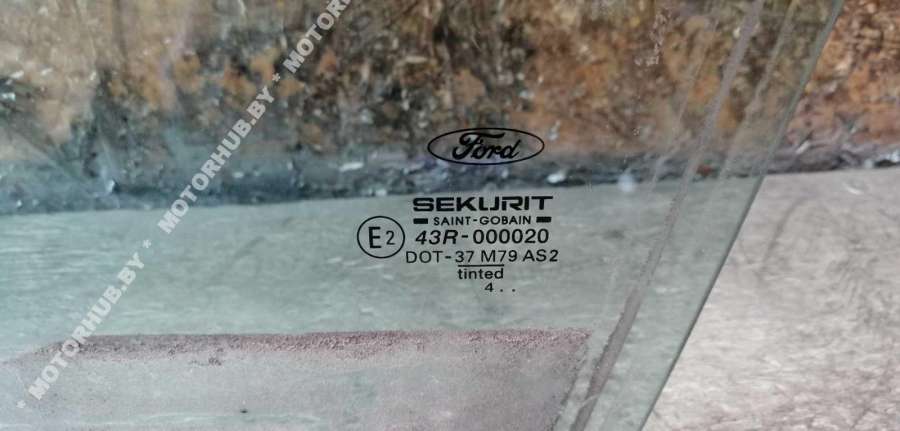 MOTORHUB.BY * MOTORHUB.BY * MOTORHUB.BY *
Ford
SEKURIT
SAINT-GOBAIN
E2 43R-000020
DOT-37 M79 AS2
tinted
4 . .